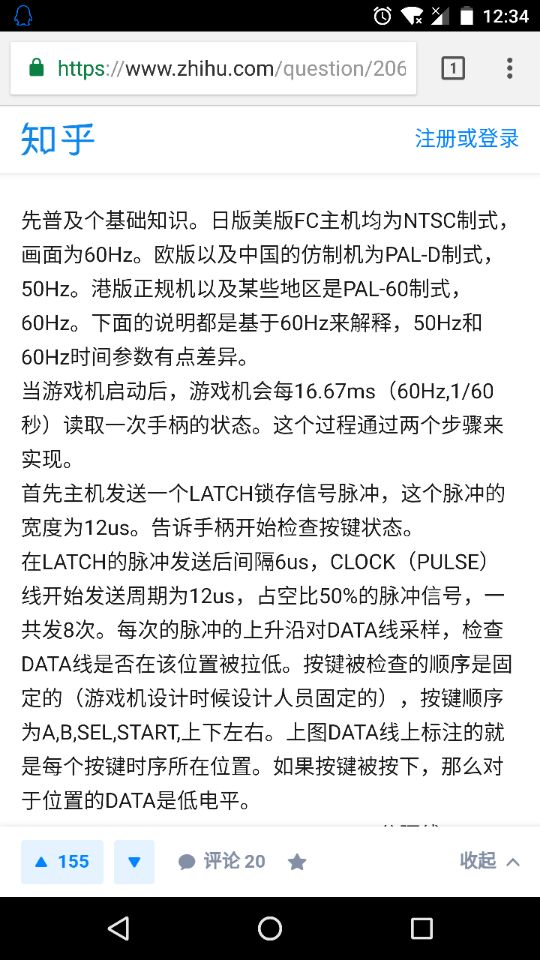 12:34
https://www.zhihu.com/question/206
1
知乎
注册或登录
先普及个基础知识。日版美版FC主机均为NTSC制式，
画面为60Hz。欧版以及中国的仿制机为PAL-D制式，
50Hz。港版正规机以及某些地区是PAL-60制式，
60Hz。下面的说明都是基于60Hz来解释，50Hz和
60Hz时间参数有点差异。
当游戏机启动后，游戏机会每16.67ms（60Hz,1/60
秒）读取一次手柄的状态。这个过程通过两个步骤来
实现。
首先主机发送一个LATCH锁存信号脉冲，这个脉冲的
宽度为12us。告诉手柄开始检查按键状态。
在LATCH的脉冲发送后间隔6us，CLOCK（PULSE）
线开始发送周期为12us，占空比50%的脉冲信号，一
共发8次。每次的脉冲的上升沿对DATA线采样，检查
DATA线是否在该位置被拉低。按键被检查的顺序是固
定的（游戏机设计时候设计人员固定的），按键顺序
为A,B,SEL,START,上下左右。上图DATA线上标注的就
是每个按键时序所在位置。如果按键被按下，那么对
于位置的DATA是低电平。
155
评论 20
收起